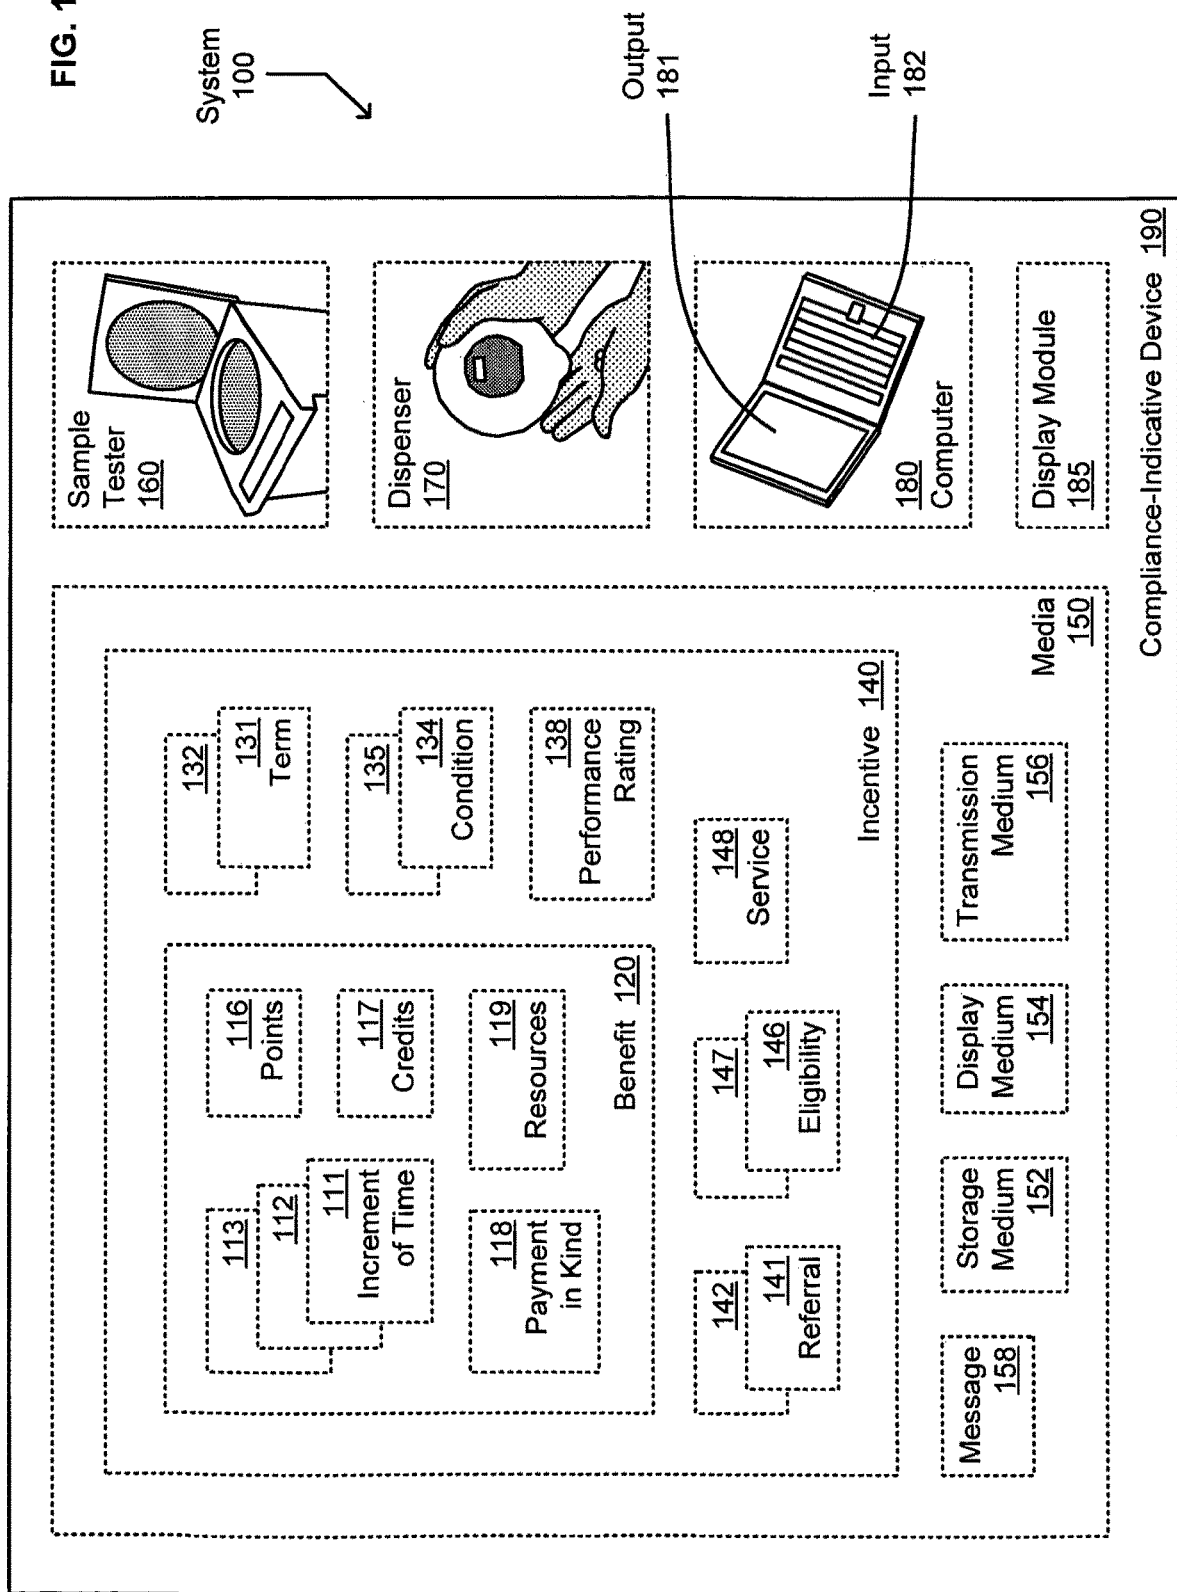 FIG. 1
System
100
113
112
111
Increment
of Time
116
Points
117
Credits
118
Payment
in Kind
119
Resources
Benefit 120
132
131
Term
135
134
Condition
138
Performance
Rating
142
141
Referral
147
146
Eligibility
148
Service
Incentive 140
Message
158
Storage
Medium
152
Display
Medium
154
Transmission
Medium
156
Media
150
Sample
Tester
160
Dispenser
170
180
Computer
Output
181
Input
182
Display Module
185
Compliance-Indicative Device 190